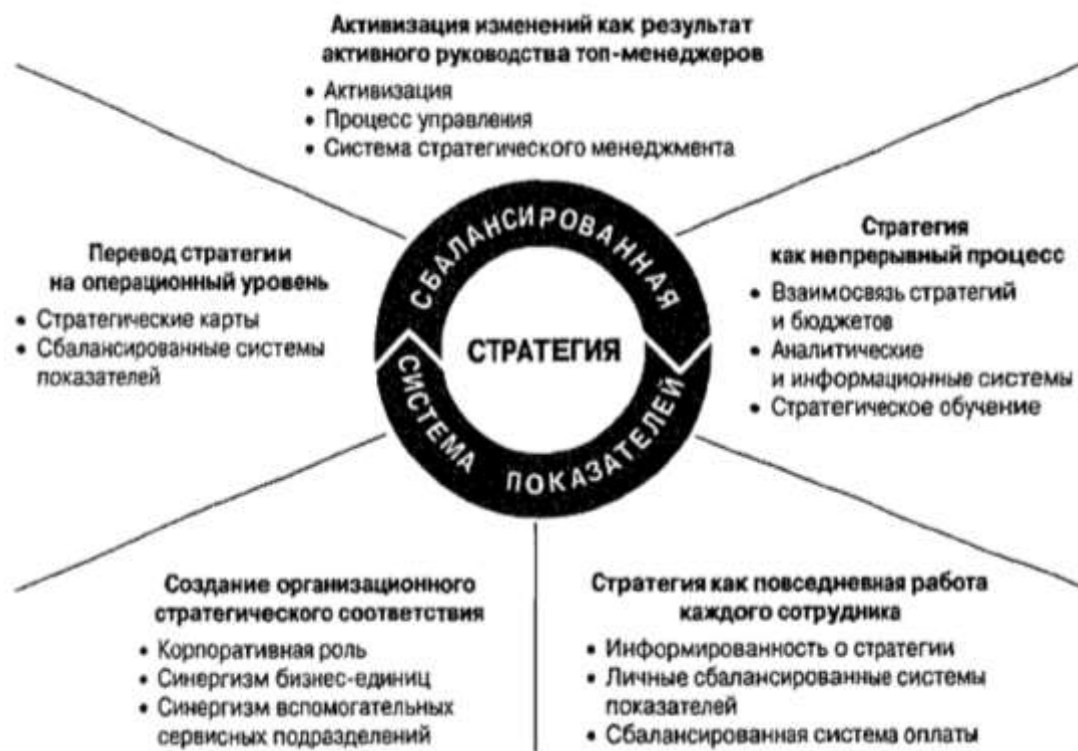 Активизация изменений как результат
активного руководства топ-менеджеров
• Активизация
• Процесс управления
• Система стратегического менеджмента
Перевод стратегии
на операционный уровень
• Стратегические карты
• Сбалансированные системы
показателей
СБАЛАНСИРОВАННАЯ
СИСТЕМА ПОКАЗАТЕЛЕЙ
СТРАТЕГИЯ
Стратегия
как непрерывный процесс
• Взаимосвязь стратегий
и бюджетов
• Аналитические
и информационные системы
• Стратегическое обучение
Создание организационного
стратегического соответствия
• Корпоративная роль
• Синергизм бизнес-единиц
• Синергизм вспомогательных
сервисных подразделений
Стратегия как повседневная работа
каждого сотрудника
• Информированность о стратегии
• Личные сбалансированные системы
показателей
• Сбалансированная система оплаты